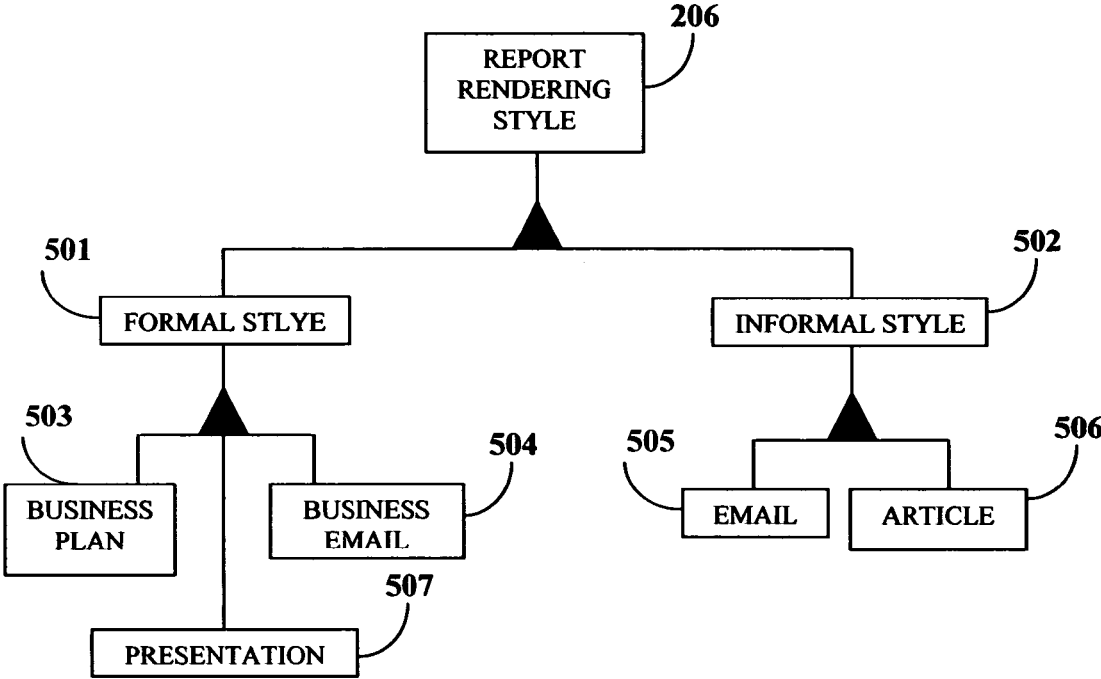 206
REPORT
RENDERING
STYLE
501
502
FORMAL STLYE
INFORMAL STYLE
503
504
505
506
BUSINESS
PLAN
BUSINESS
EMAIL
EMAIL
ARTICLE
507
PRESENTATION